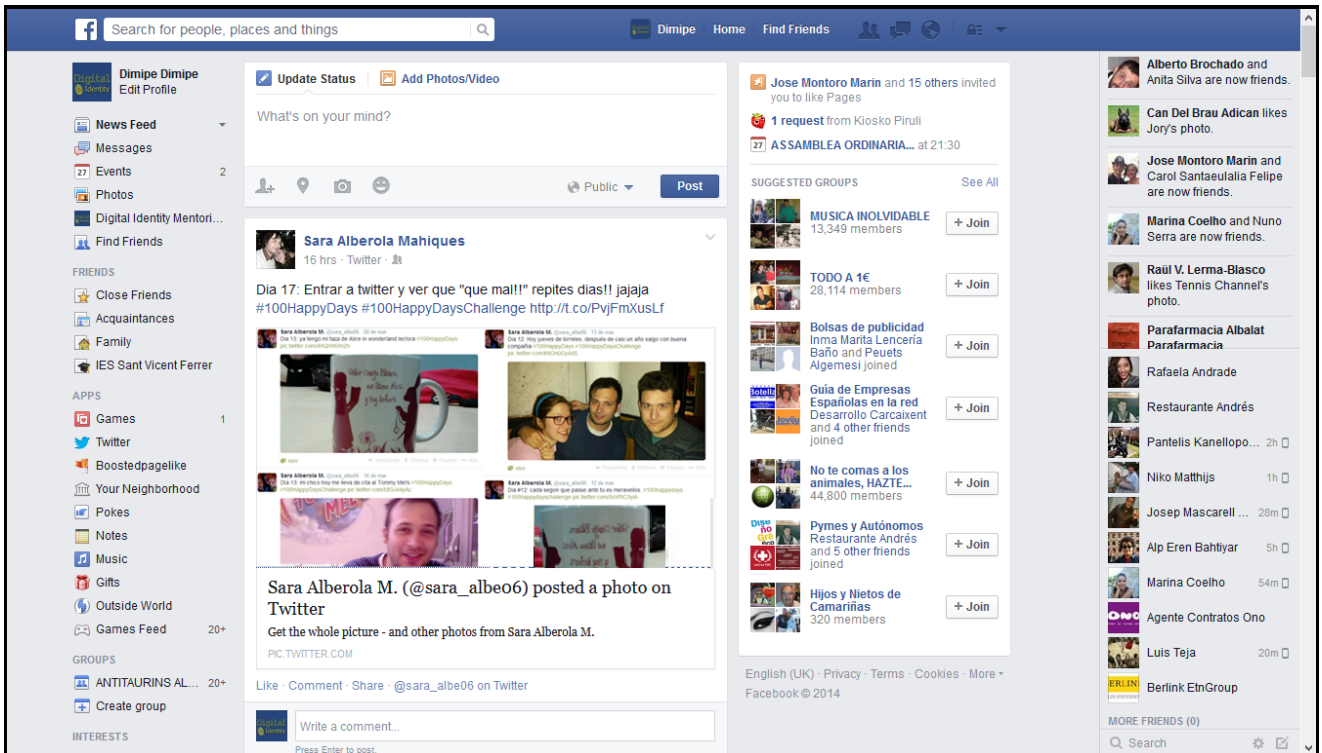 Search for people, places and things
Dimipe Home Find Friends
Dimipe Dimipe
Edit Profile
News Feed
Messages
Events 2
Photos
Digital Identity Mentori...
Find Friends
FRIENDS
Close Friends
Acquaintances
Family
IES Sant Vicent Ferrer
APPS
Games 1
Twitter
Boostedpagelike
Your Neighborhood
Pokes
Notes
Music
Gifts
Outside World
Games Feed 20+
GROUPS
ANTITAURINS AL... 20+
Create group
INTERESTS
Update Status Add Photos/Video
What's on your mind?
Public Post
Sara Alberola Mahiques
16 hrs · Twitter ·
Dia 17: Entrar a twitter y ver que "que mal!!" repites dias!! jajaja
#100HappyDays #100HappyDaysChallenge http://t.co/PvjFmXusLf
Sara Alberola M. (@sara_albe06) posted a photo on
Twitter
Get the whole picture - and other photos from Sara Alberola M.
PIC.TWITTER.COM
Like · Comment · Share · @sara_albe06 on Twitter
Write a comment...
Press Enter to post.
Jose Montoro Marin and 15 others invited
you to like Pages
1 request from Kiosko Piruli
27 ASSAMBLEA ORDINARIA... at 21:30
SUGGESTED GROUPS See All
MUSICA INOLVIDABLE
13,349 members
+ Join
TODO A 1€
28,114 members
+ Join
Bolsas de publicidad
Inma Marita Lencería
Baño and Peuets
Algemesi joined
+ Join
Guia de Empresas
Españolas en la red
Desarrollo Carcaixent
and 4 other friends
joined
+ Join
No te comas a los
animales, HAZTE...
44,800 members
+ Join
Pymes y Autónomos
Restaurante Andrés
and 5 other friends
joined
+ Join
Hijos y Nietos de
Camariñas
320 members
+ Join
English (UK) · Privacy · Terms · Cookies · More
Facebook © 2014
Alberto Brochado and
Anita Silva are now friends.
Can Del Brau Adican likes
Jory's photo.
Jose Montoro Marin and
Carol Santaeulalia Felipe
are now friends.
Marina Coelho and Nuno
Serra are now friends.
Raül V. Lerma-Blasco
likes Tennis Channel's
photo.
Parafarmacia Albalat
Parafarmacia
Rafaela Andrade
Restaurante Andrés
Pantelis Kanellopo... 2h
Niko Matthijs 1h
Josep Mascarell ... 28m
Alp Eren Bahtiyar 5h
Marina Coelho 54m
Agente Contratos Ono
Luis Teja 20m
Berlink EtnGroup
MORE FRIENDS (0)
Search